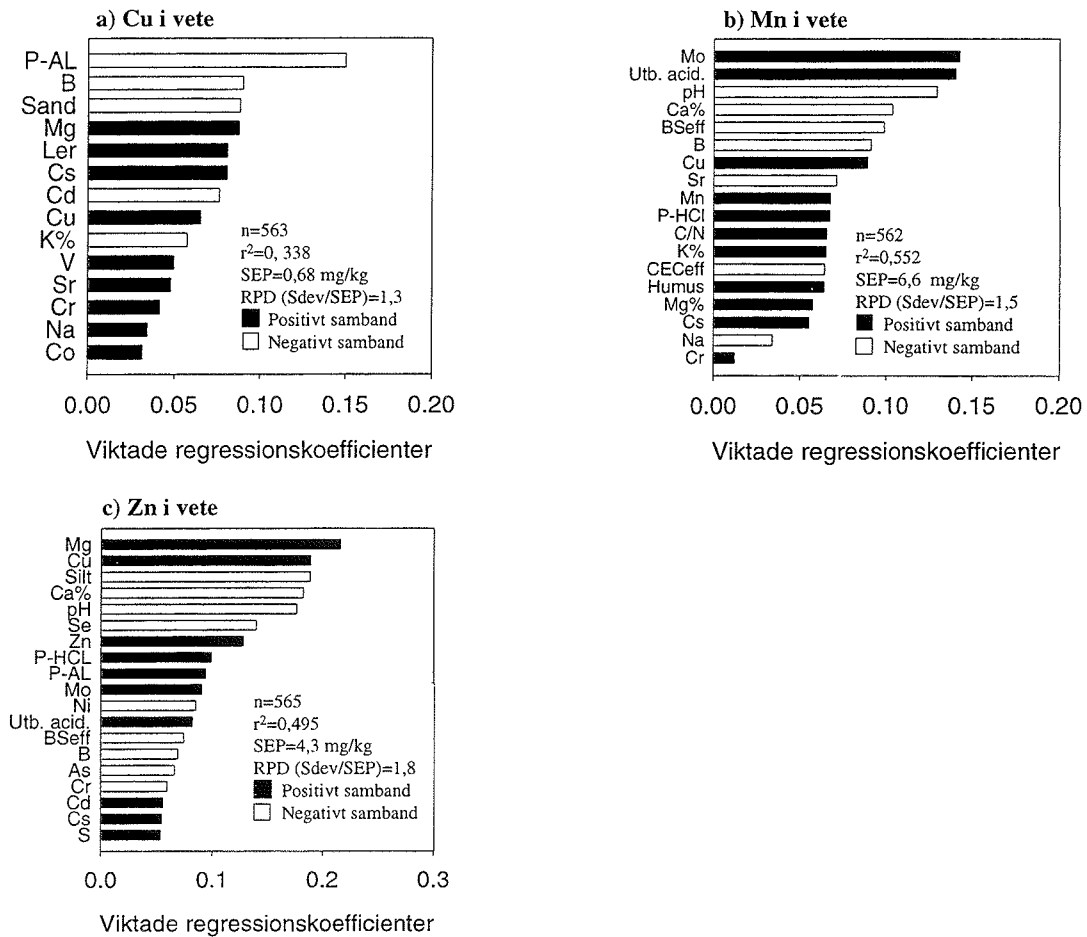 a) Cu i vete
P-AL
B
Sand
Mg
Ler
Cs
Cd
Cu
K%
V
Sr
Cr
Na
Co
n=563
r²=0, 338
SEP=0,68 mg/kg
RPD (Sdev/SEP)=1,3
Positivt samband
Negativt samband
0.00 0.05 0.10 0.15 0.20
Viktade regressionskoefficienter
b) Mn i vete
Mo
Utb. acid.
pH
Ca%
BSeff
B
Cu
Sr
Mn
P-HCl
C/N
K%
CECeff
Humus
Mg%
Cs
Na
Cr
n=562
r²=0,552
SEP=6,6 mg/kg
RPD (Sdev/SEP)=1,5
Positivt samband
Negativt samband
0.00 0.05 0.10 0.15 0.20
Viktade regressionskoefficienter
c) Zn i vete
Mg
Cu
Silt
Ca%
pH
Se
Zn
P-HCL
P-AL
Mo
Ni
Utb. acid.
BSeff
B
As
Cr
Cd
Cs
S
n=565
r²=0,495
SEP=4,3 mg/kg
RPD (Sdev/SEP)=1,8
Positivt samband
Negativt samband
0.0 0.1 0.2 0.3
Viktade regressionskoefficienter